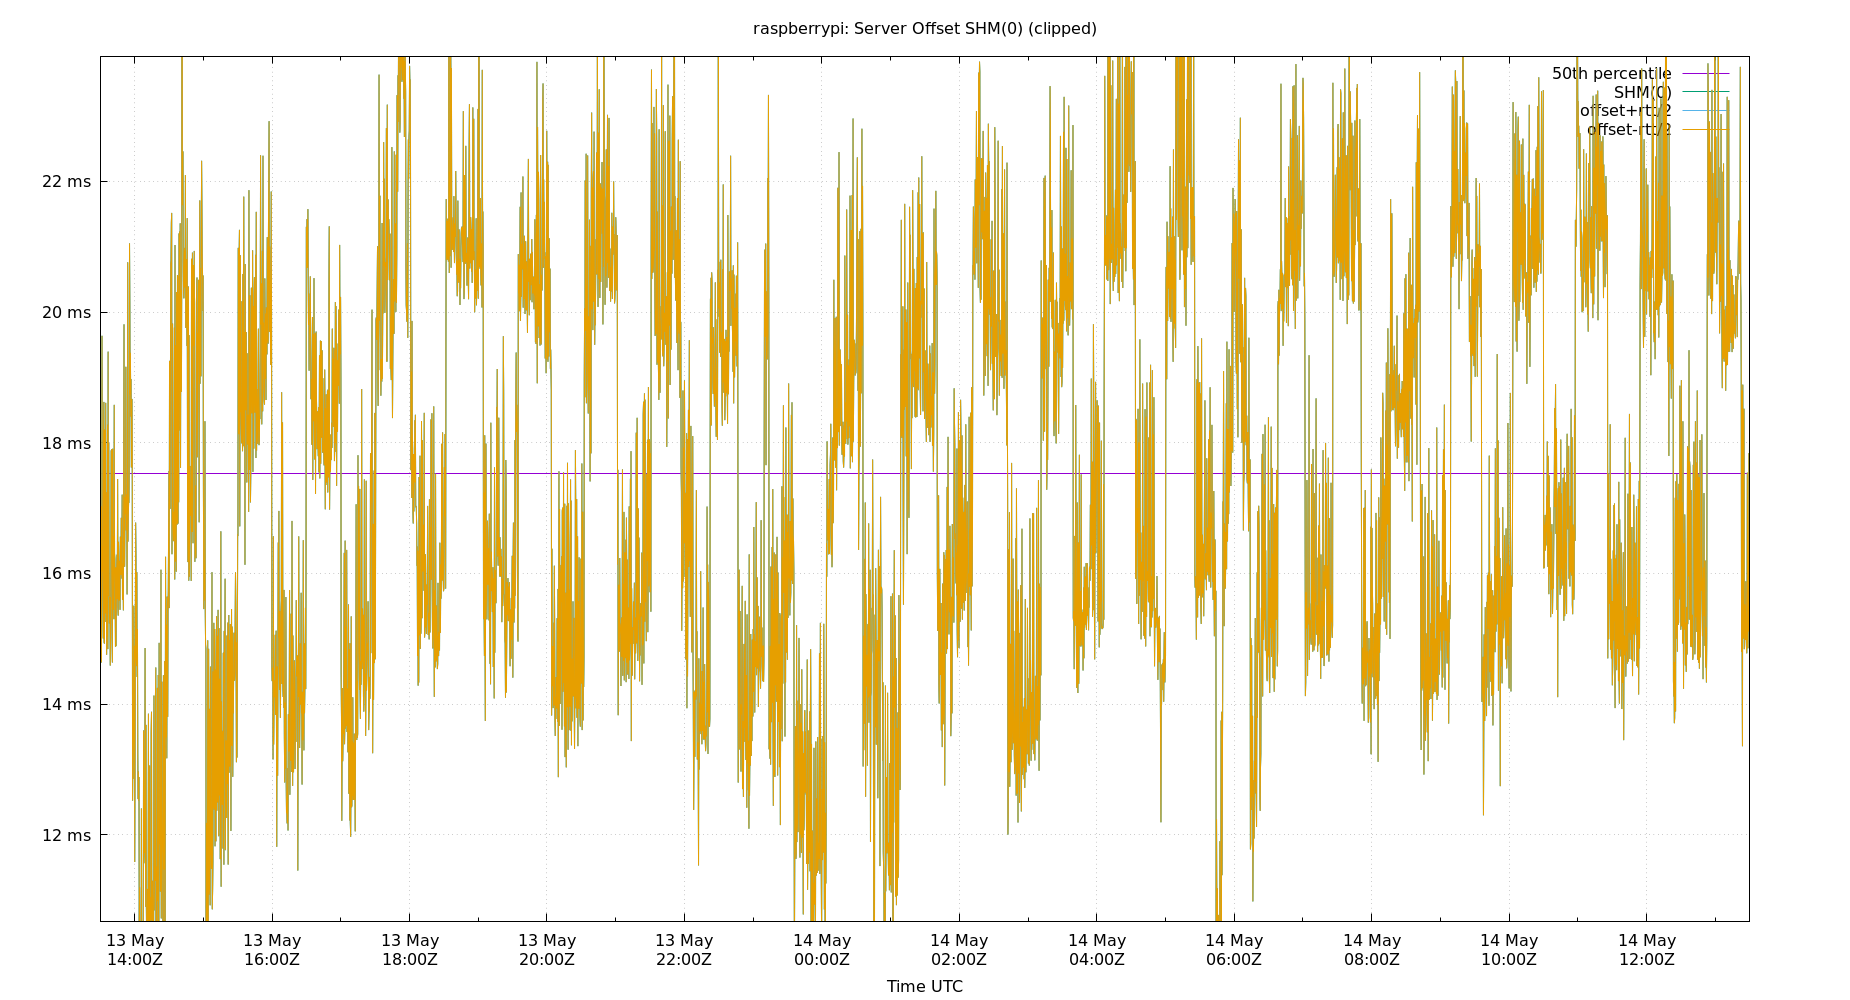 raspberrypi: Server Offset SHM(0) (clipped)
50th percentile
SHM(0)
offset+rtt/2
offset-rtt/2
22 ms
20 ms
18 ms
16 ms
14 ms
12 ms
13 May 13 May 13 May 13 May 13 May 14 May 14 May 14 May 14 May 14 May 14 May 14 May
14:00Z 16:00Z 18:00Z 20:00Z 22:00Z 00:00Z 02:00Z 04:00Z 06:00Z 08:00Z 10:00Z 12:00Z
Time UTC